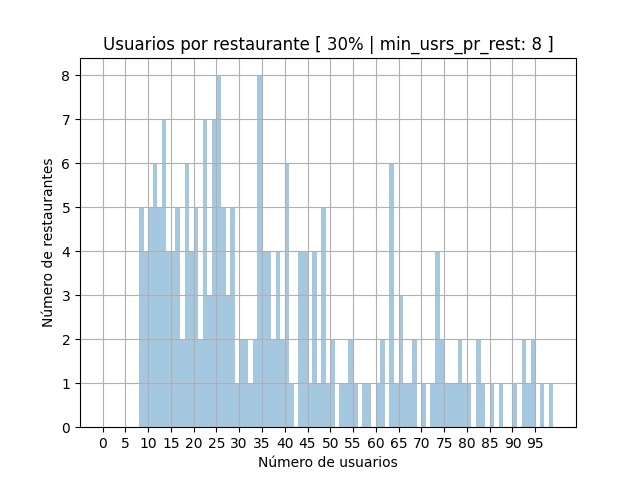 Usuarios por restaurante [ 30% | min_usrs_pr_rest: 8 ]
8
7
6
5
4
3
2
1
0
Número de restaurantes
0 5 10 15 20 25 30 35 40 45 50 55 60 65 70 75 80 85 90 95
Número de usuarios